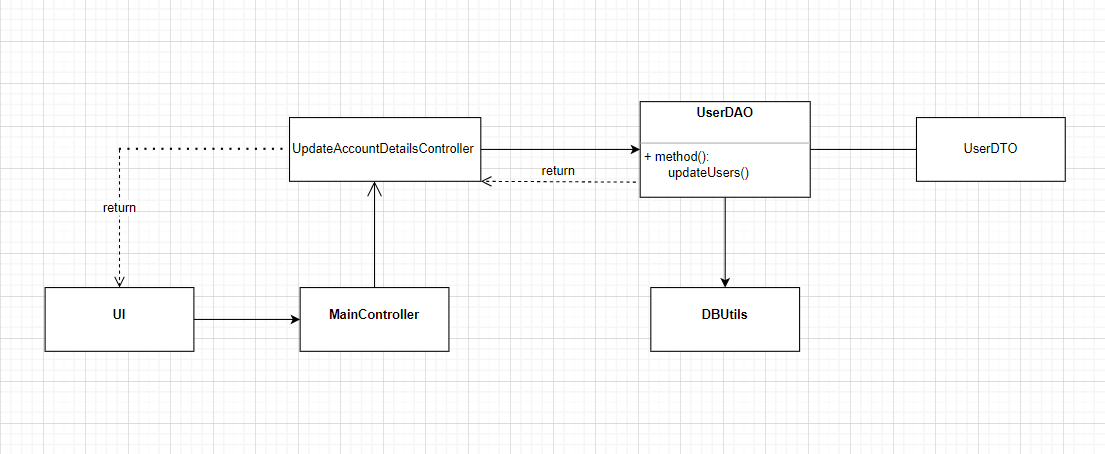 UserDAO
UpdateAccountDetailsController
+ method():
updateUsers()
UserDTO
return
return
UI
MainController
DBUtils